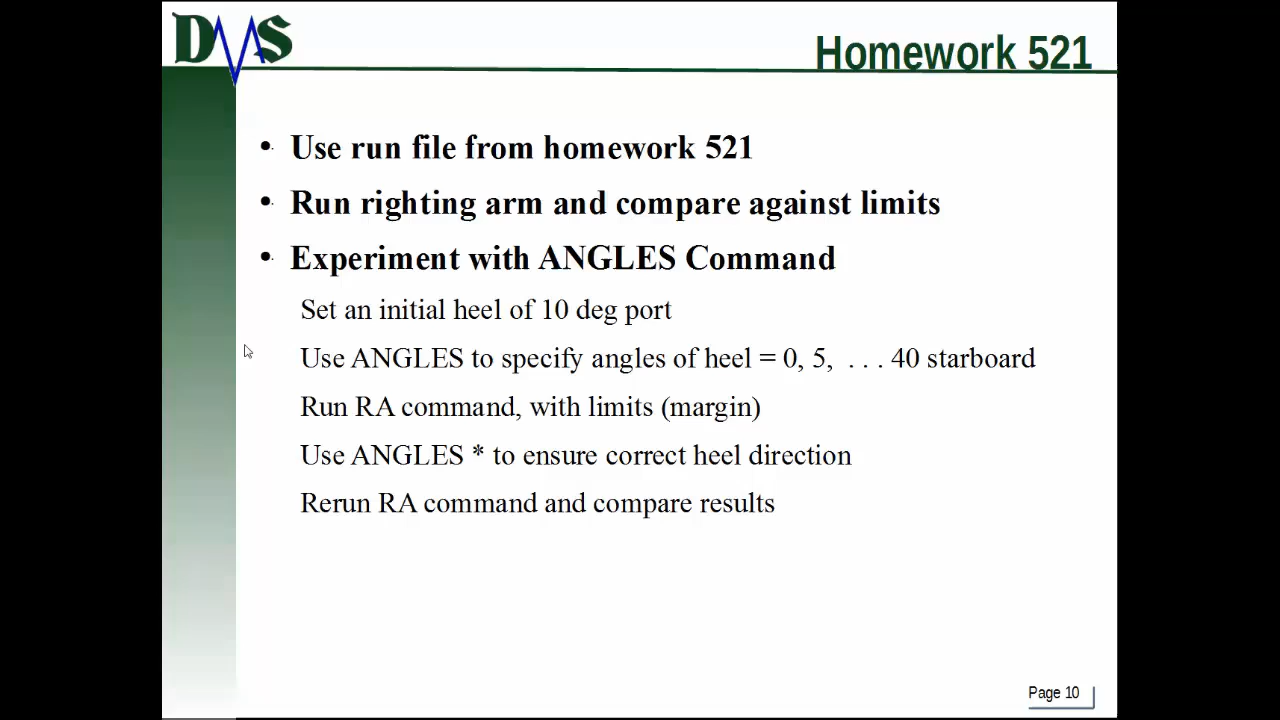 DMS
Homework 521
• Use run file from homework 521
• Run righting arm and compare against limits
• Experiment with ANGLES Command
Set an initial heel of 10 deg port
Use ANGLES to specify angles of heel = 0, 5, . . . 40 starboard
Run RA command, with limits (margin)
Use ANGLES * to ensure correct heel direction
Rerun RA command and compare results
Page 10